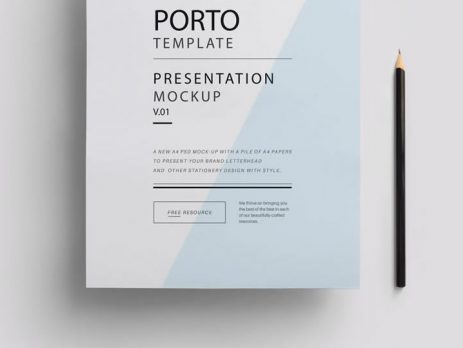 PORTO
TEMPLATE
PRESENTATION
MOCKUP
V.01
A NEW A4 PSD MOCK-UP WITH A PILE OF A4 PAPERS
TO PRESENT YOUR BRAND LETTERHEAD
AND OTHER STATIONERY DESIGN WITH STYLE.
FREE RESOURCE
We thrive on bringing you
the best of the best in each
of our beautifully crafted
resources.